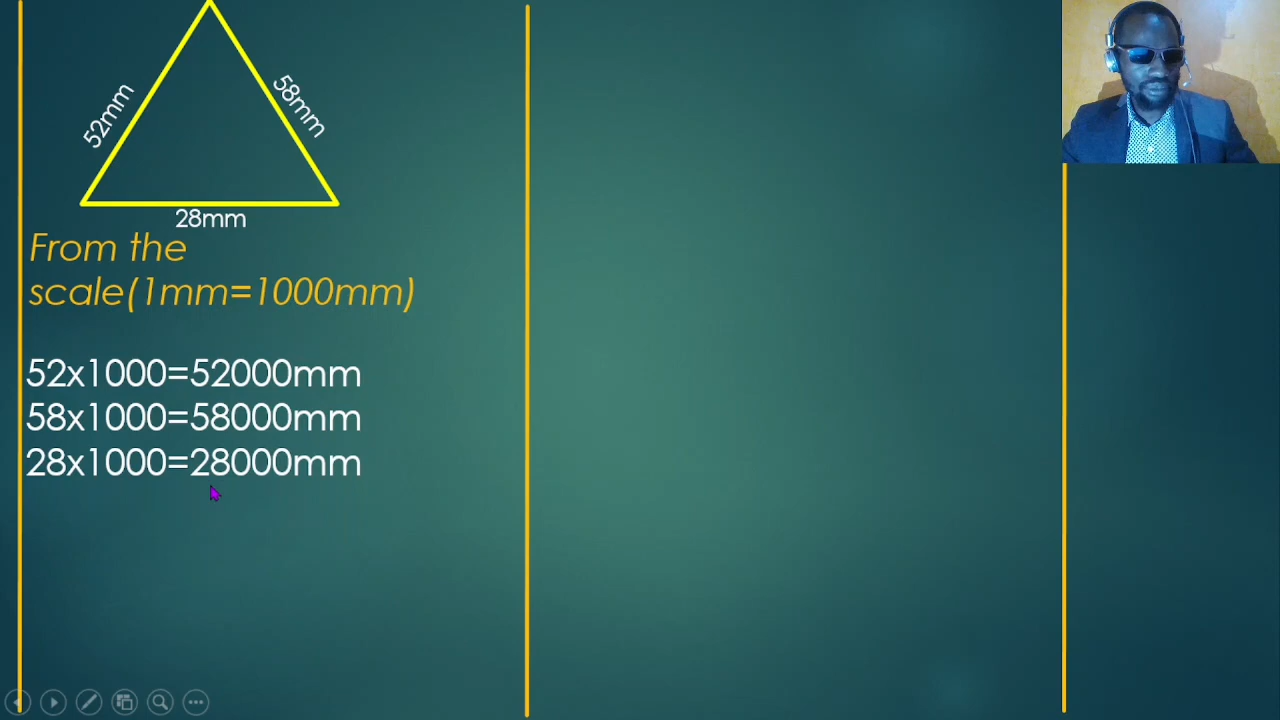 52mm
58mm
28mm
From the
scale(1mm=1000mm)
52x1000=52000mm
58x1000=58000mm
28x1000=28000mm